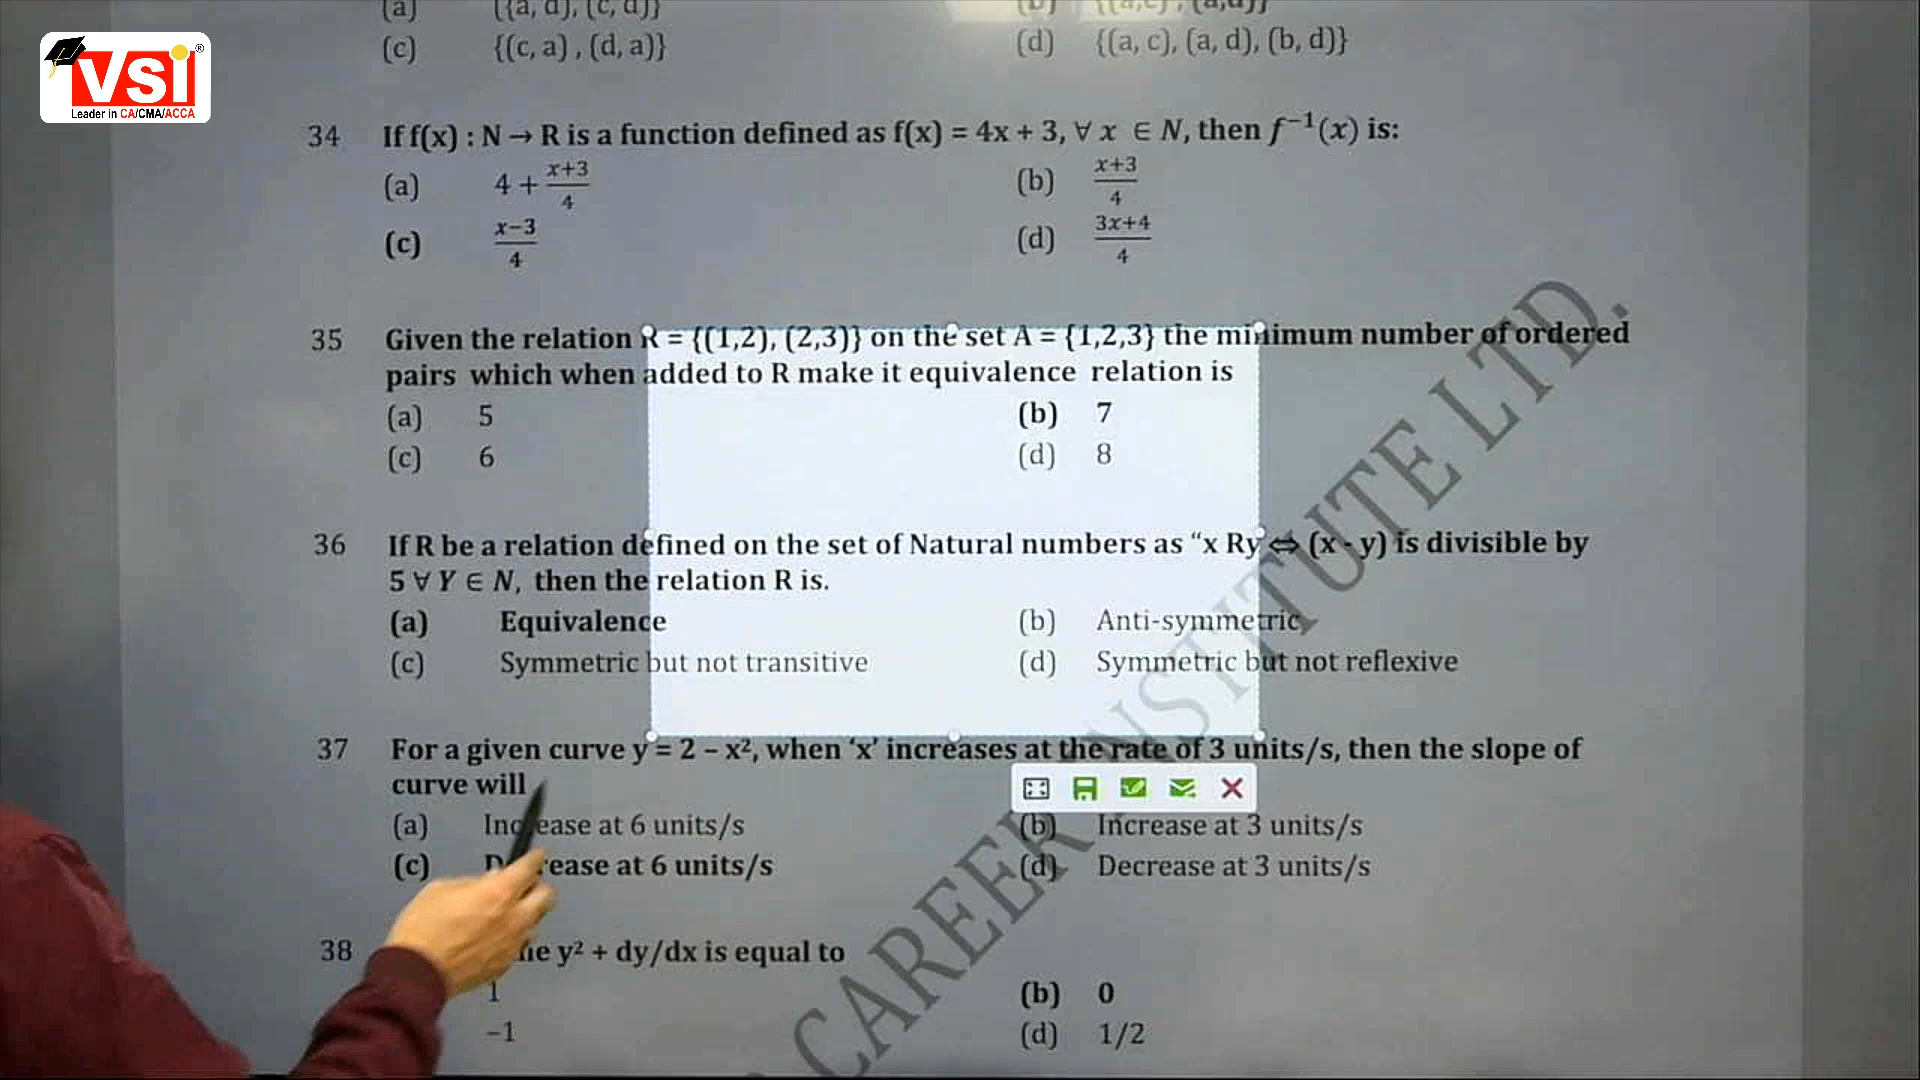 (a) {(a, d), (c, d)} (b) {(a,c) , (a,d)}
VSI ®
Leader in CA/CMA/ACCA
(c) {(c, a) , (d, a)} (d) {(a, c), (a, d), (b, d)}
34 If f(x) : N → R is a function defined as f(x) = 4x + 3, ∀ x ∈ N, then f⁻¹(x) is:
(a) 4 + (x+3)/4 (b) (x+3)/4
(c) (x−3)/4 (d) (3x+4)/4
35 Given the relation R = {(1,2), (2,3)} on the set A = {1,2,3} the minimum number of ordered
pairs which when added to R make it equivalence relation is
(a) 5 (b) 7
(c) 6 (d) 8
36 If R be a relation defined on the set of Natural numbers as “x Ry ⇔ (x - y) is divisible by
5 ∀ Y ∈ N, then the relation R is.
(a) Equivalence (b) Anti-symmetric
(c) Symmetric but not transitive (d) Symmetric but not reflexive
37 For a given curve y = 2 – x², when ‘x’ increases at the rate of 3 units/s, then the slope of
curve will
(a) Increase at 6 units/s (b) Increase at 3 units/s
(c) Decrease at 6 units/s (d) Decrease at 3 units/s
38 y² + dy/dx is equal to
1 (b) 0
–1 (d) 1/2
CAREER INSTITUTE LTD.